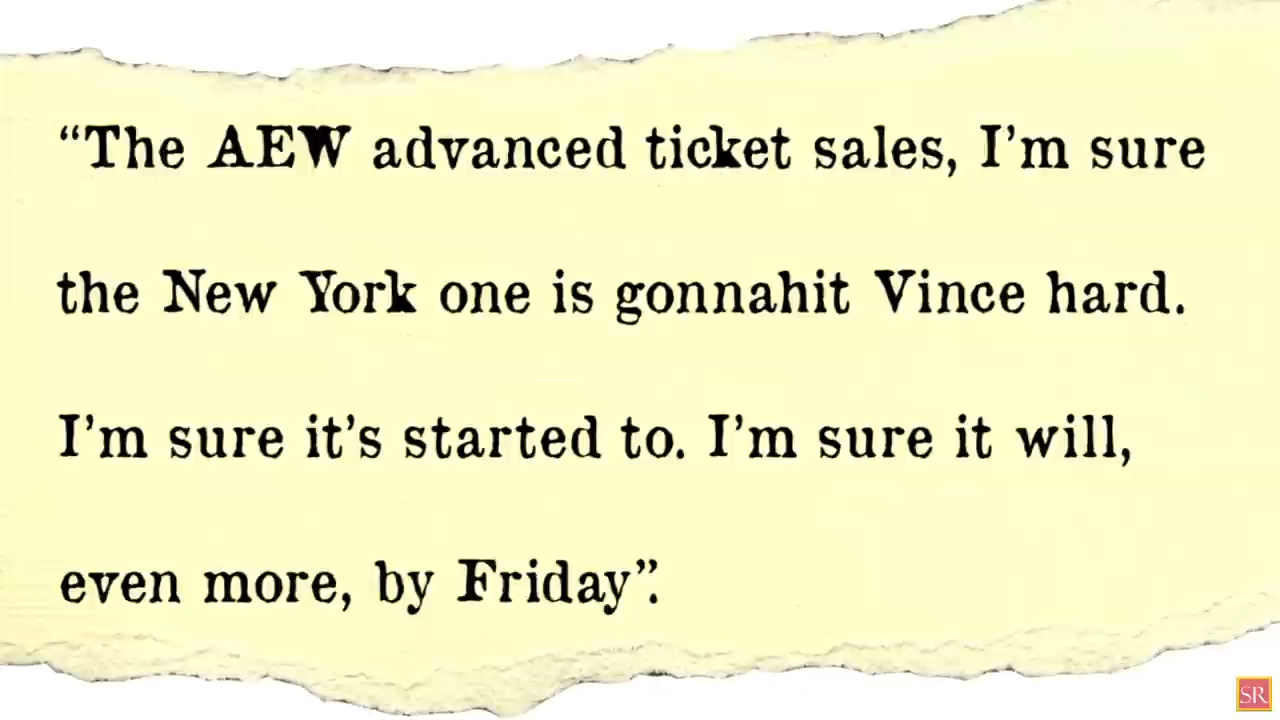 “The AEW advanced ticket sales, I’m sure
the New York one is gonnahit Vince hard.
I’m sure it’s started to. I’m sure it will,
even more, by Friday”.
SR